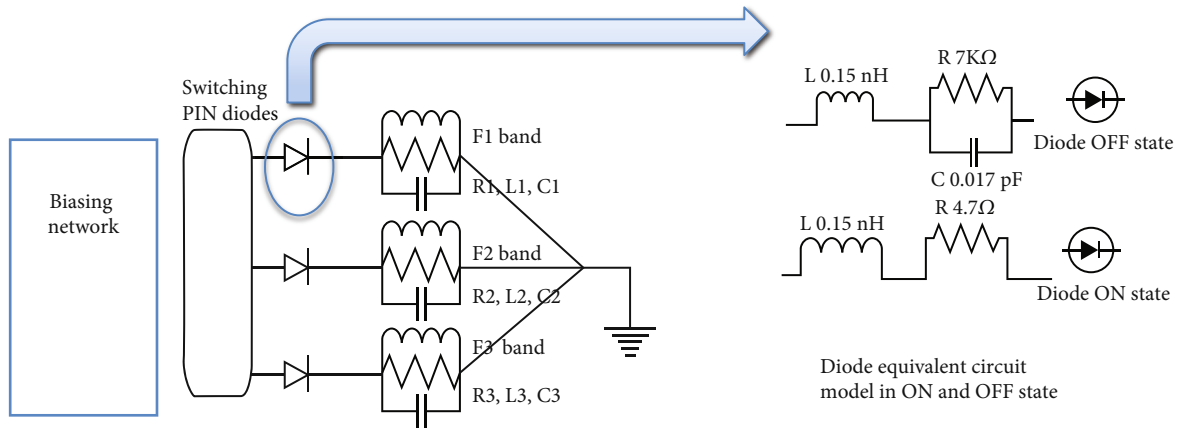 Switching
PIN diodes
Biasing
network
F1 band
R1, L1, C1
F2 band
R2, L2, C2
F3 band
R3, L3, C3
R 7KΩ
L 0.15 nH
Diode OFF state
C 0.017 pF
R 4.7Ω
L 0.15 nH
Diode ON state
Diode equivalent circuit
model in ON and OFF state